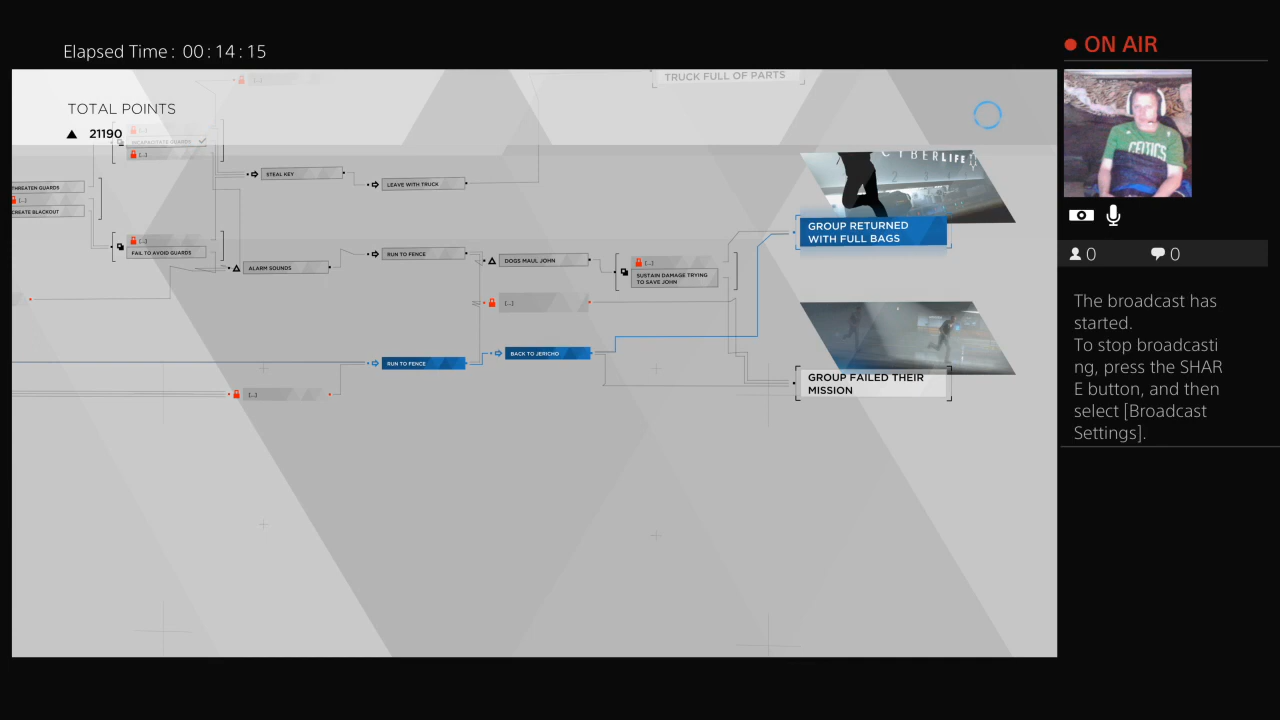 Elapsed Time : 00 : 14 : 15
ON AIR
TRUCK FULL OF PARTS
[...]
TOTAL POINTS
21190
[...]
INCAPACITATE GUARDS
[...]
CYBERLIFE
STEAL KEY
LEAVE WITH TRUCK
THREATEN GUARDS
[...]
CREATE BLACKOUT
GROUP RETURNED
WITH FULL BAGS
[...]
FAIL TO AVOID GUARDS
ALARM SOUNDS
RUN TO FENCE
DOGS MAUL JOHN
[...]
SUSTAIN DAMAGE TRYING
TO SAVE JOHN
[...]
RUN TO FENCE
BACK TO JERICHO
[...]
GROUP FAILED THEIR
MISSION
CELTICS
0
0
The broadcast has
started.
To stop broadcasti
ng, press the SHAR
E button, and then
select [Broadcast
Settings].